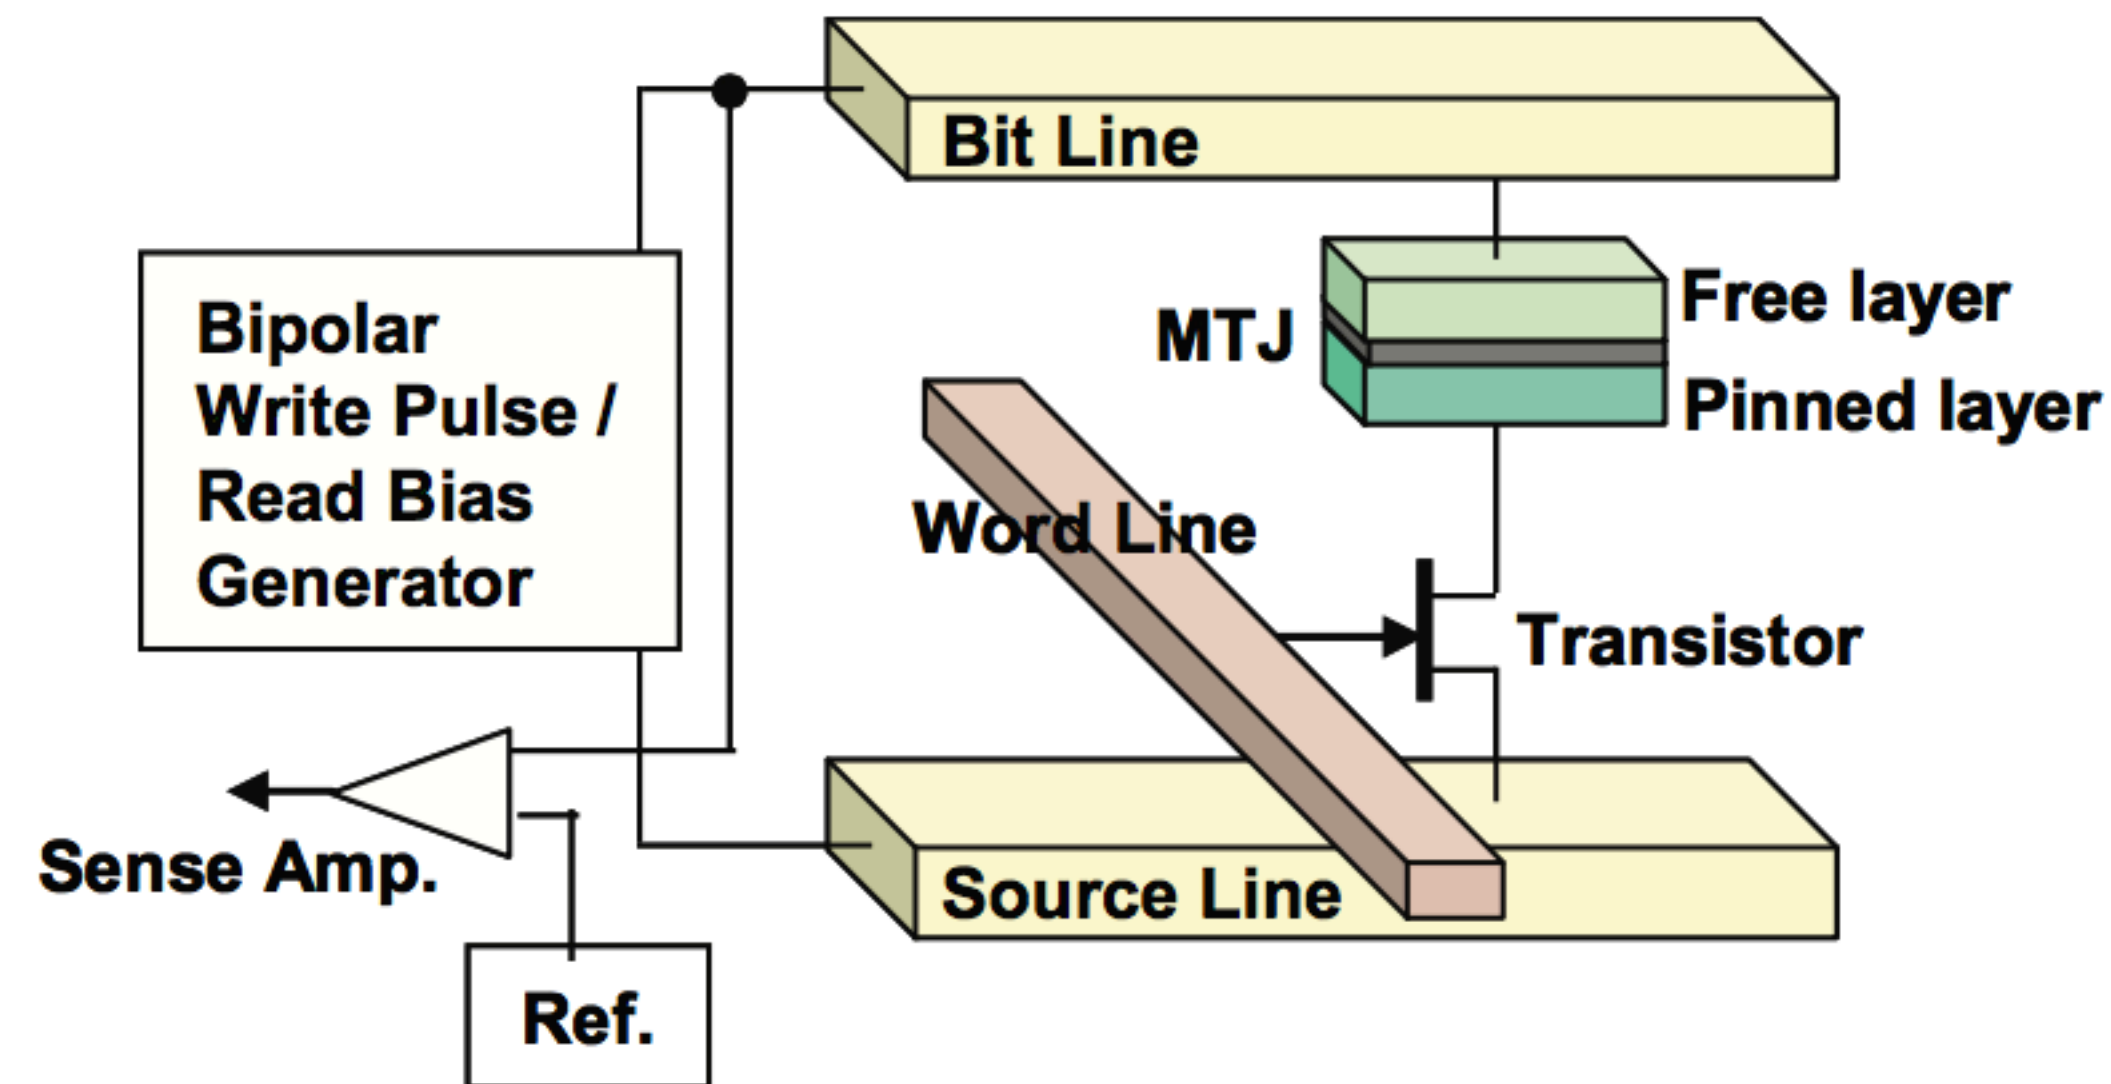 Bit Line
Bipolar
Write Pulse /
Read Bias
Generator
MTJ
Free layer
Pinned layer
Word Line
Transistor
Sense Amp.
Source Line
Ref.